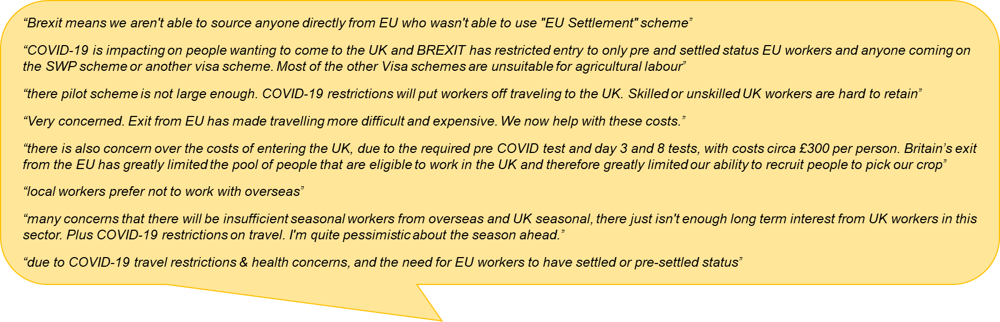 “Brexit means we aren't able to source anyone directly from EU who wasn't able to use "EU Settlement" scheme”
“COVID-19 is impacting on people wanting to come to the UK and BREXIT has restricted entry to only pre and settled status EU workers and anyone coming on
the SWP scheme or another visa scheme. Most of the other Visa schemes are unsuitable for agricultural labour”
“there pilot scheme is not large enough. COVID-19 restrictions will put workers off traveling to the UK. Skilled or unskilled UK workers are hard to retain”
“Very concerned. Exit from EU has made travelling more difficult and expensive. We now help with these costs.”
“there is also concern over the costs of entering the UK, due to the required pre COVID test and day 3 and 8 tests, with costs circa £300 per person. Britain’s exit
from the EU has greatly limited the pool of people that are eligible to work in the UK and therefore greatly limited our ability to recruit people to pick our crop”
“local workers prefer not to work with overseas”
“many concerns that there will be insufficient seasonal workers from overseas and UK seasonal, there just isn't enough long term interest from UK workers in this
sector. Plus COVID-19 restrictions on travel. I'm quite pessimistic about the season ahead.”
“due to COVID-19 travel restrictions & health concerns, and the need for EU workers to have settled or pre-settled status”